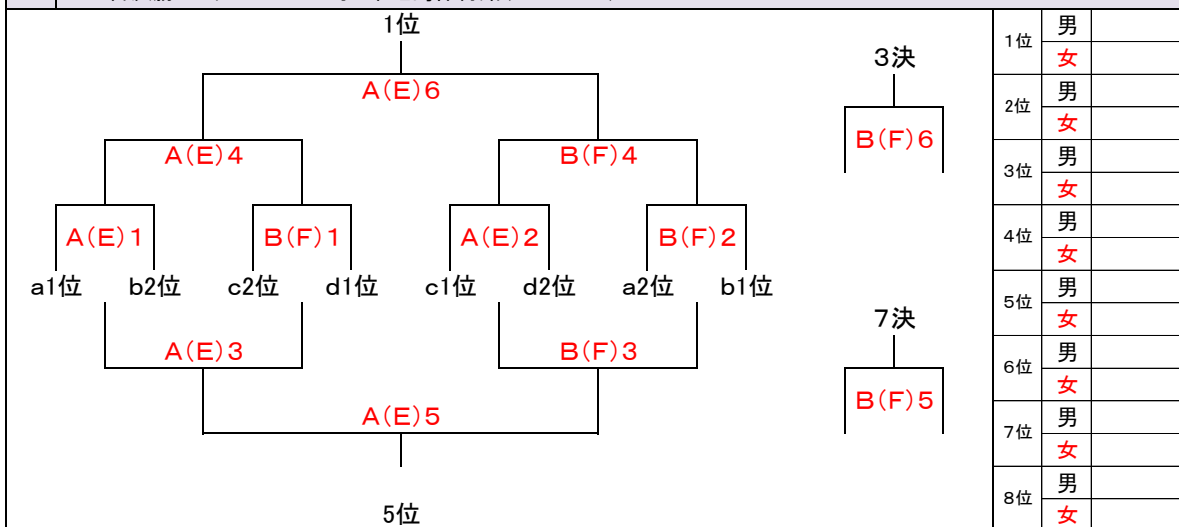 1位
A(E)6
A(E)4 B(F)4
A(E)1 B(F)1 A(E)2 B(F)2
a1位 b2位 c2位 d1位 c1位 d2位 a2位 b1位
A(E)3 B(F)3
A(E)5
5位
3決
B(F)6
7決
B(F)5
1位 男
女
2位 男
女
3位 男
女
4位 男
女
5位 男
女
6位 男
女
7位 男
女
8位 男
女